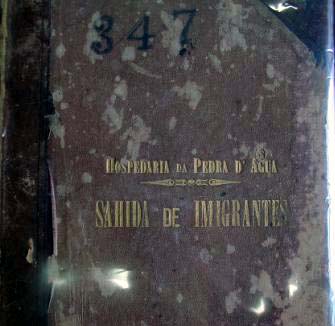 347
HOSPEDARIA DA PEDRA D'AGUA
SAHIDA DE IMIGRANTES